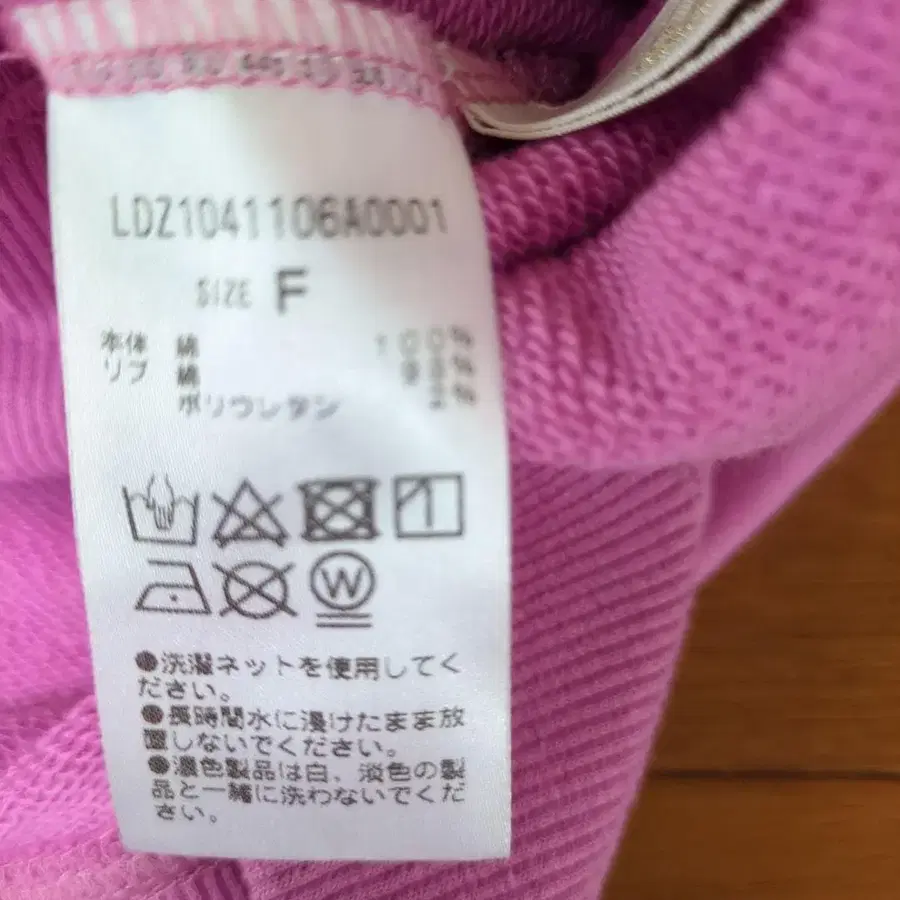 LDZ1041106A0001
SIZE F
本体 綿 100%
リブ 綿 98%
ポリウレタン 2%
W
●洗濯ネットを使用してく
ださい。
●長時間水に浸けたまま放
置しないでください。
●濃色製品は白、淡色の製
品と一緒に洗わないでくだ
さい。